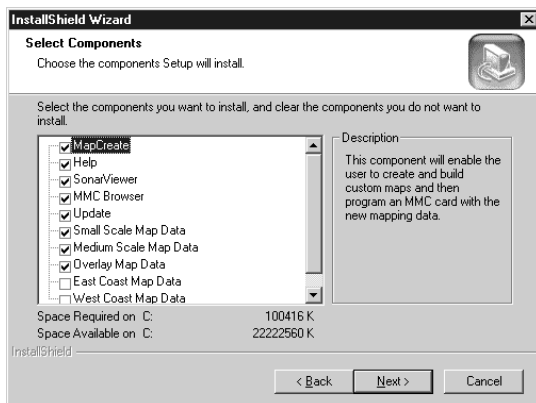 InstallShield Wizard
Select Components
Choose the components Setup will install.
Select the components you want to install, and clear the components you do not want to
install.
MapCreate
Help
SonarViewer
MMC Browser
Update
Small Scale Map Data
Medium Scale Map Data
Overlay Map Data
East Coast Map Data
West Coast Map Data
Description
This component will enable the
user to create and build
custom maps and then
program an MMC card with the
new mapping data.
Space Required on C: 100416 K
Space Available on C: 22222560 K
InstallShield
< Back Next > Cancel